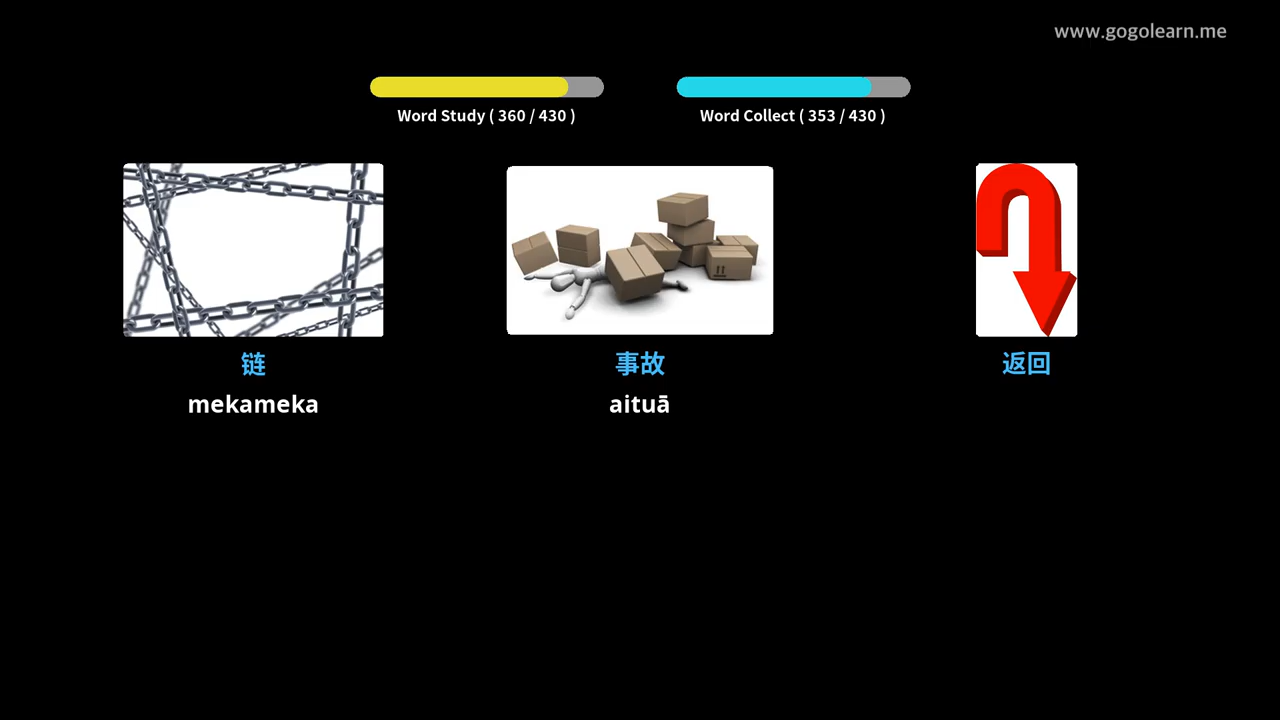 www.gogolearn.me
Word Study ( 360 / 430 )
Word Collect ( 353 / 430 )
链
事故
返回
mekameka
aituā